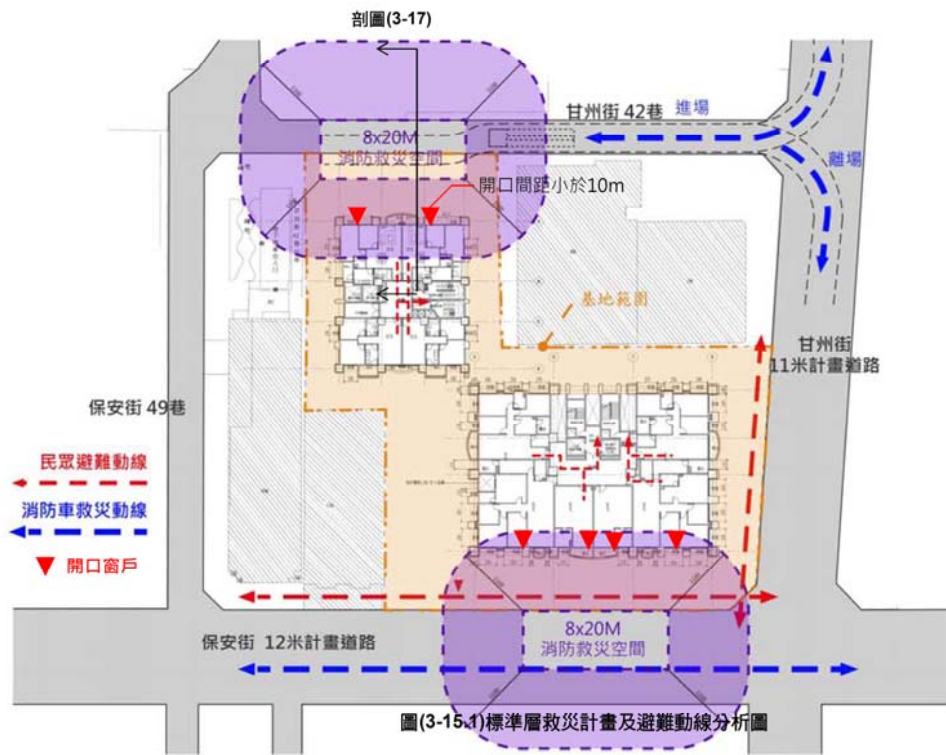 剖圖(3-17)
甘州街 42巷
進場
離場
8x20M
消防救災空間
開口間距小於10m
基地範圍
甘州街
11米計畫道路
保安街 49巷
民眾避難動線
消防車救災動線
開口窗戶
保安街 12米計畫道路
8x20M
消防救災空間
圖(3-15.1)標準層救災計畫及避難動線分析圖